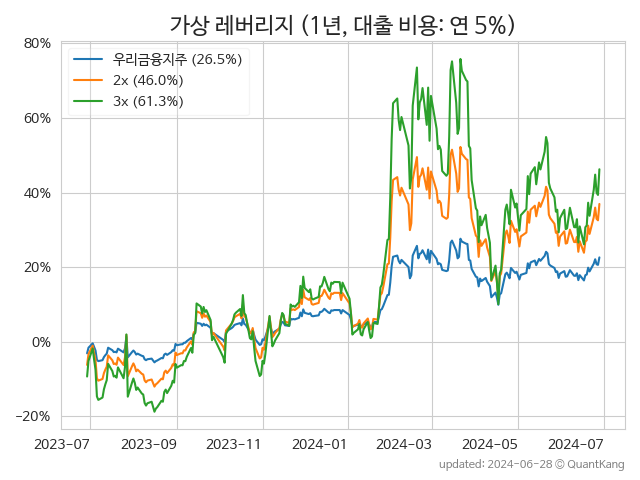 가상 레버리지 (1년, 대출 비용: 연 5%)
80%
60%
40%
20%
0%
−20%
우리금융지주 (26.5%)
2x (46.0%)
3x (61.3%)
2023-07
2023-09
2023-11
2024-01
2024-03
2024-05
2024-07
updated: 2024-06-28 @ QuantKang